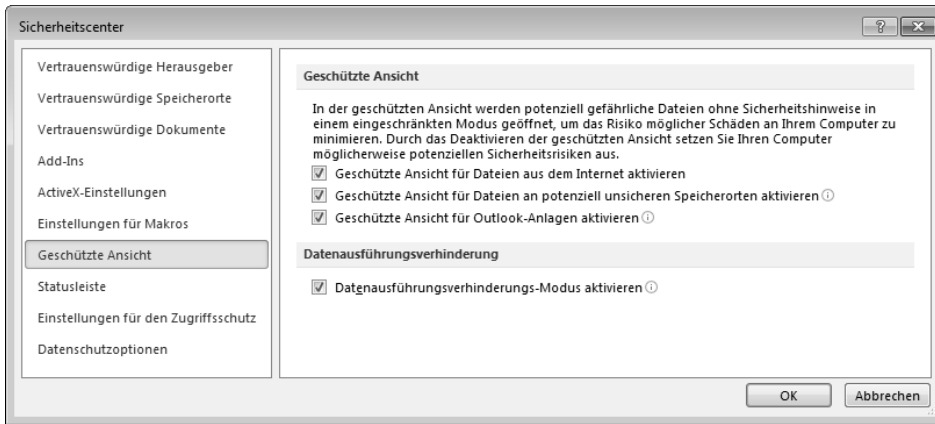 Sicherheitscenter
Vertrauenswürdige Herausgeber
Vertrauenswürdige Speicherorte
Vertrauenswürdige Dokumente
Add-Ins
ActiveX-Einstellungen
Einstellungen für Makros
Geschützte Ansicht
Statusleiste
Einstellungen für den Zugriffsschutz
Datenschutzoptionen
Geschützte Ansicht
In der geschützten Ansicht werden potenziell gefährliche Dateien ohne Sicherheitshinweise in
einem eingeschränkten Modus geöffnet, um das Risiko möglicher Schäden an Ihrem Computer zu
minimieren. Durch das Deaktivieren der geschützten Ansicht setzen Sie Ihren Computer
möglicherweise potenziellen Sicherheitsrisiken aus.
Geschützte Ansicht für Dateien aus dem Internet aktivieren
Geschützte Ansicht für Dateien an potenziell unsicheren Speicherorten aktivieren
Geschützte Ansicht für Outlook-Anlagen aktivieren
Datenausführungsverhinderung
Datenausführungsverhinderungs-Modus aktivieren
OK
Abbrechen